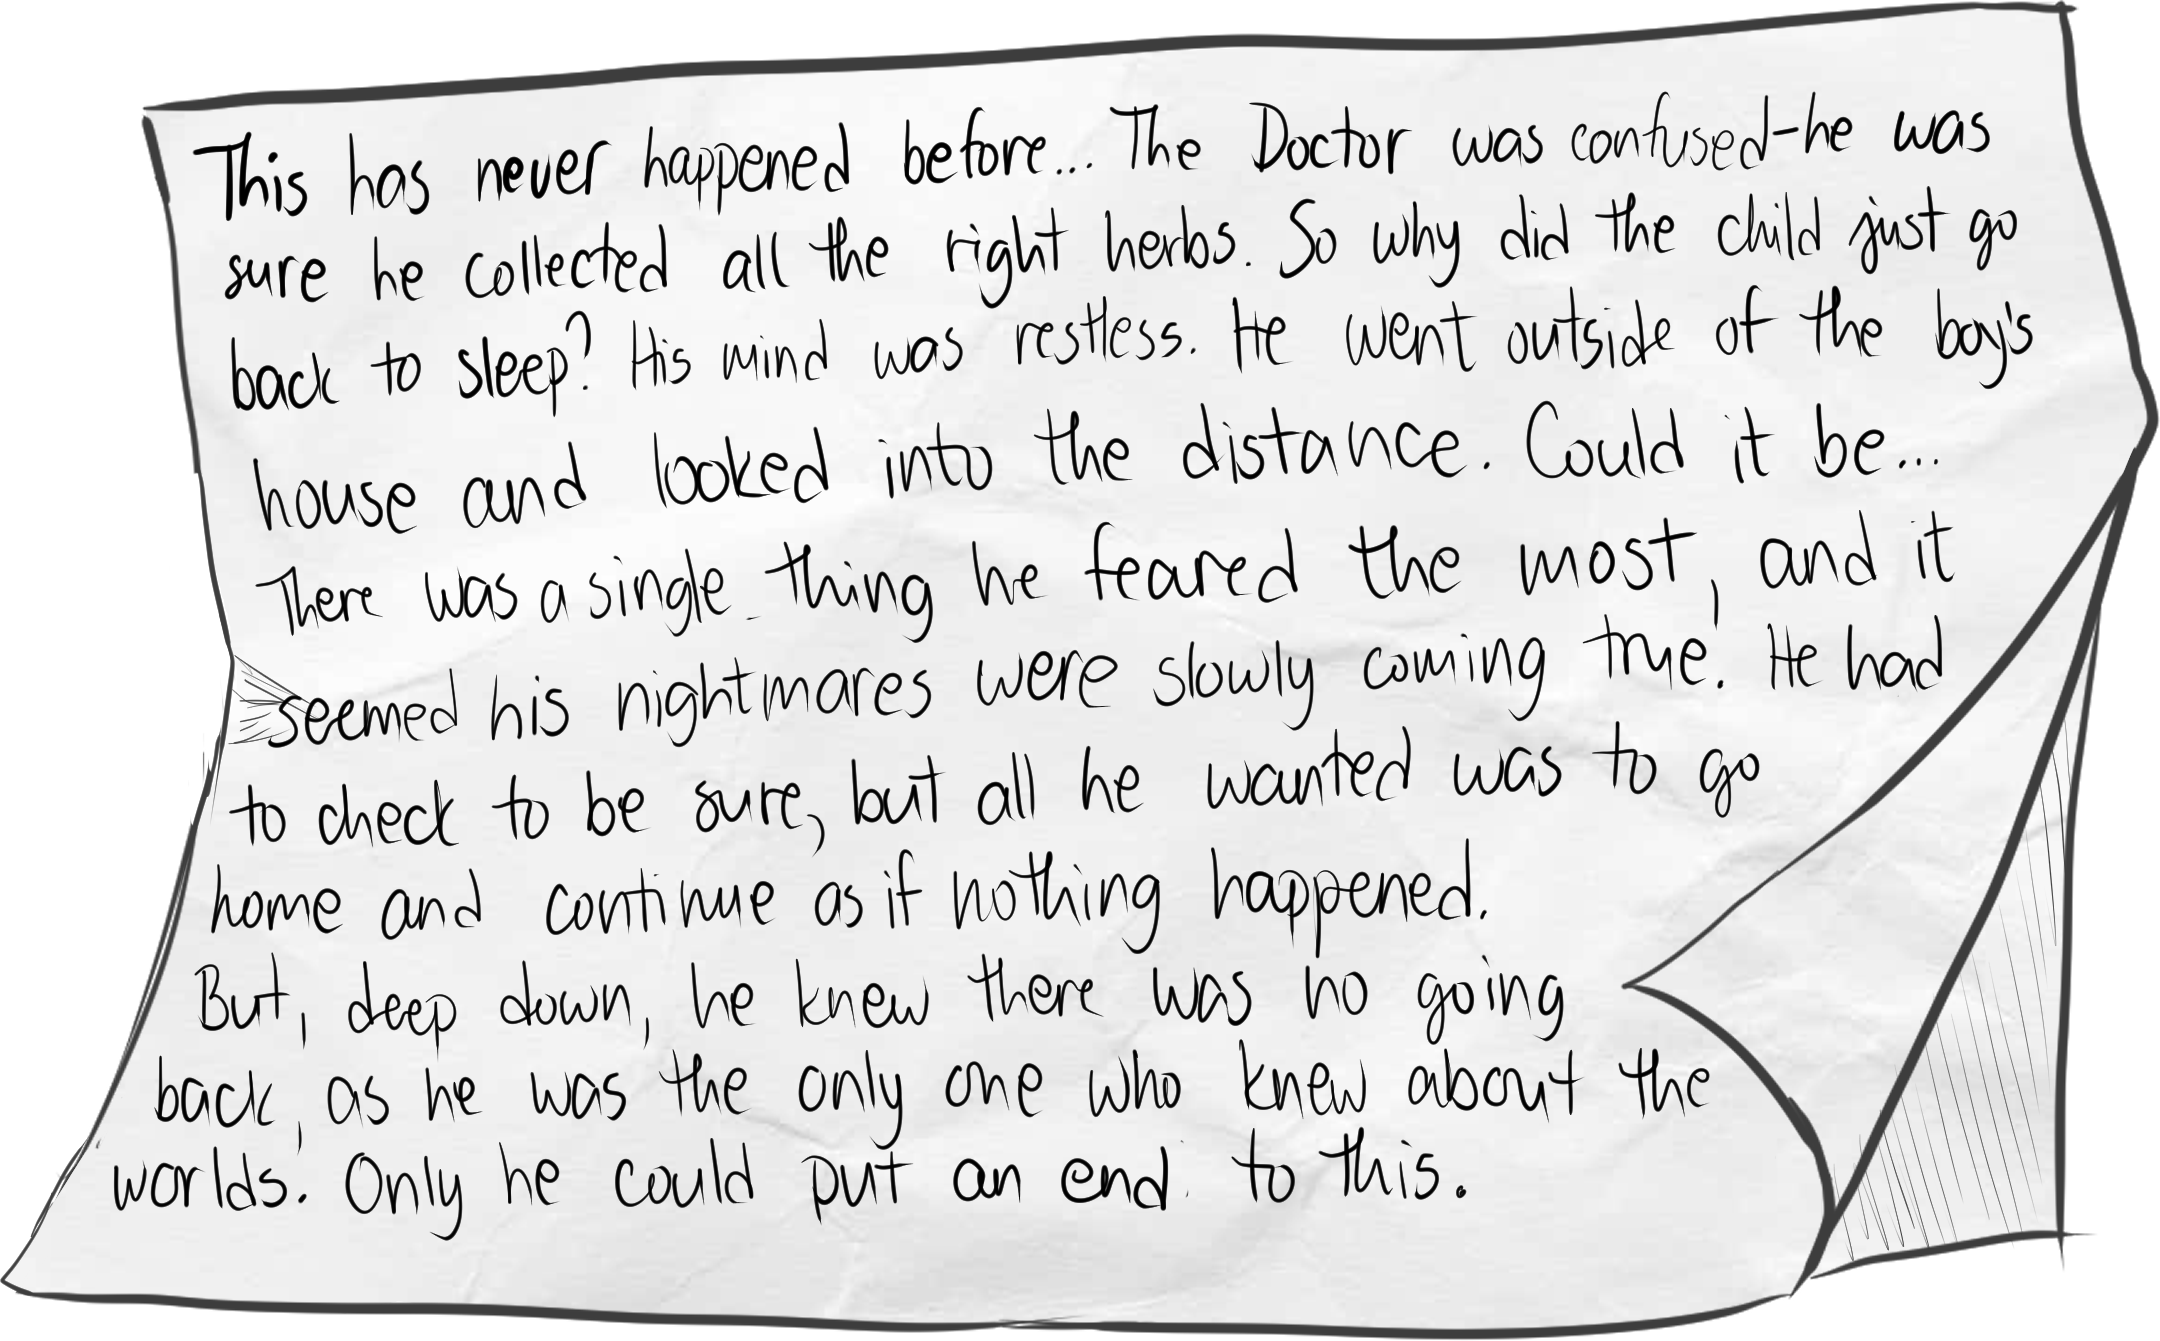 This has never happened before... The Doctor was confused-he was
sure he collected all the right herbs. So why did the child just go
back to sleep? His mind was restless. He went outside of the boy's
house and looked into the distance. Could it be...
There was a single thing he feared the most, and it
seemed his nightmares were slowly coming true. He had
to check to be sure, but all he wanted was to go
home and continue as if nothing happened.
But, deep down, he knew there was no going
back, as he was the only one who knew about the
worlds. Only he could put an end to this.